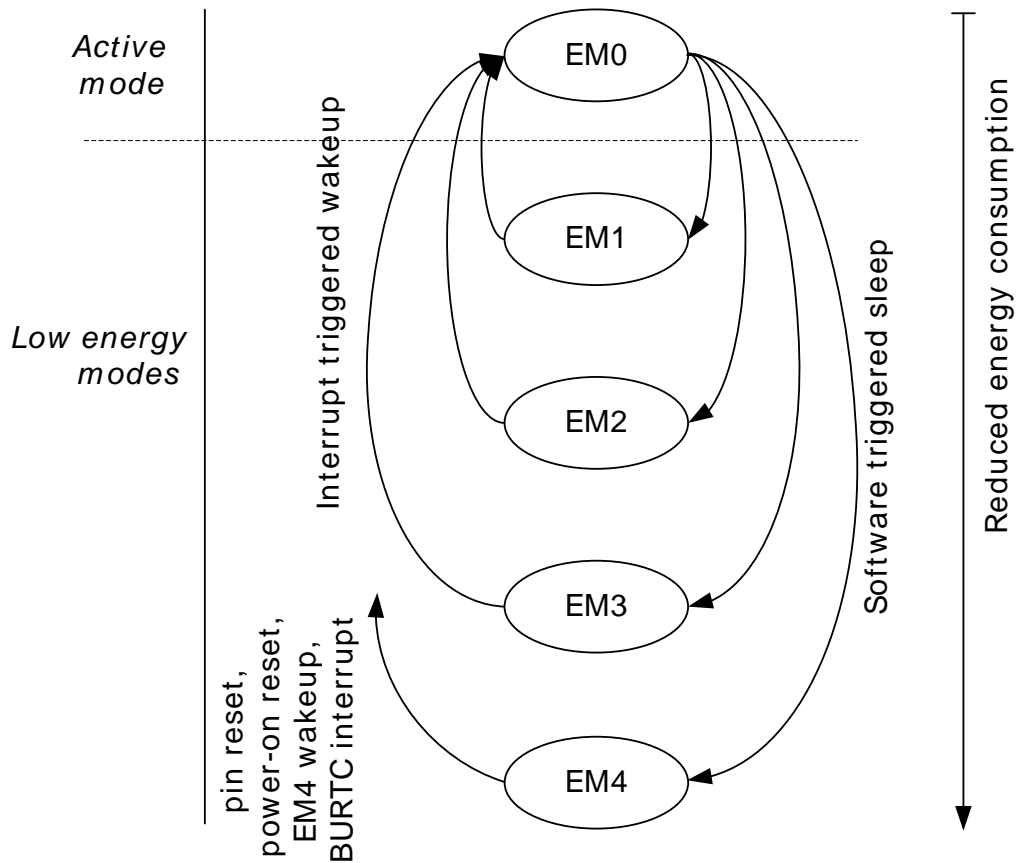 Active
mode
Low energy
modes
Interrupt triggered wakeup
pin reset,
power-on reset,
EM4 wakeup,
BURTC interrupt
EM0
EM1
EM2
EM3
EM4
Software triggered sleep
Reduced energy consumption